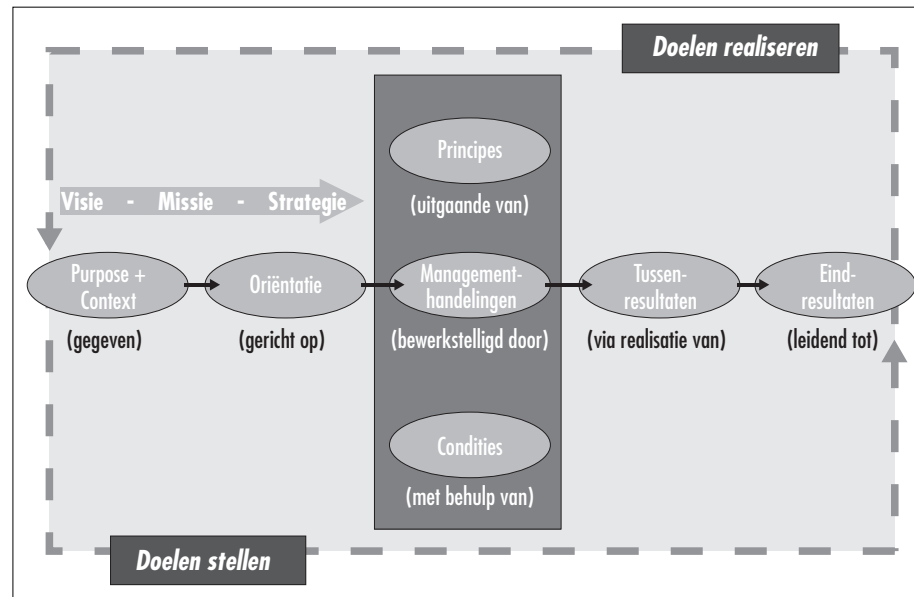 Doelen realiseren
Principes
(uitgaande van)
Visie - Missie - Strategie
Purpose +
Context
(gegeven)
Oriëntatie
(gericht op)
Management-
handelingen
(bewerkstelligd door)
Tussen-
resultaten
(via realisatie van)
Eind-
resultaten
(leidend tot)
Condities
(met behulp van)
Doelen stellen